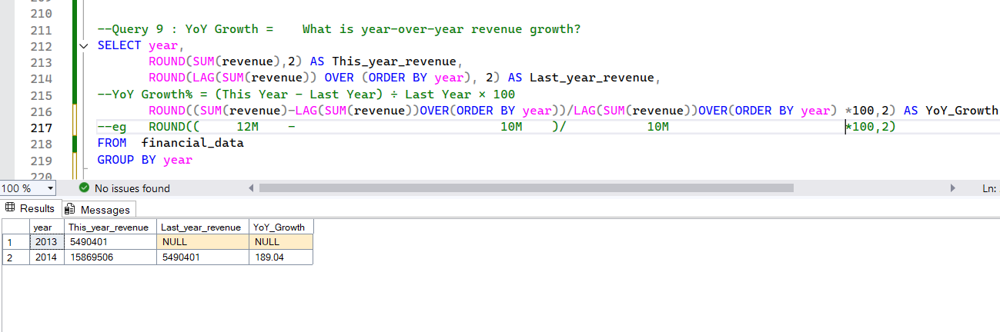 209
210
211 --Query 9 : YoY Growth =    What is year-over-year revenue growth?
212 SELECT year,
213 ROUND(SUM(revenue),2) AS This_year_revenue,
214 ROUND(LAG(SUM(revenue)) OVER (ORDER BY year), 2) AS Last_year_revenue,
215 --YoY Growth% = (This Year - Last Year) ÷ Last Year × 100
216 ROUND((SUM(revenue)-LAG(SUM(revenue))OVER(ORDER BY year))/LAG(SUM(revenue))OVER(ORDER BY year) *100,2) AS YoY_Growth
217 --eg   ROUND((     12M    -                            10M    )/           10M                        *100,2)
218 FROM  financial_data
219 GROUP BY year
220
100 % No issues found Ln:
Results Messages
year This_year_revenue Last_year_revenue YoY_Growth
1 2013 5490401 NULL NULL
2 2014 15869506 5490401 189.04